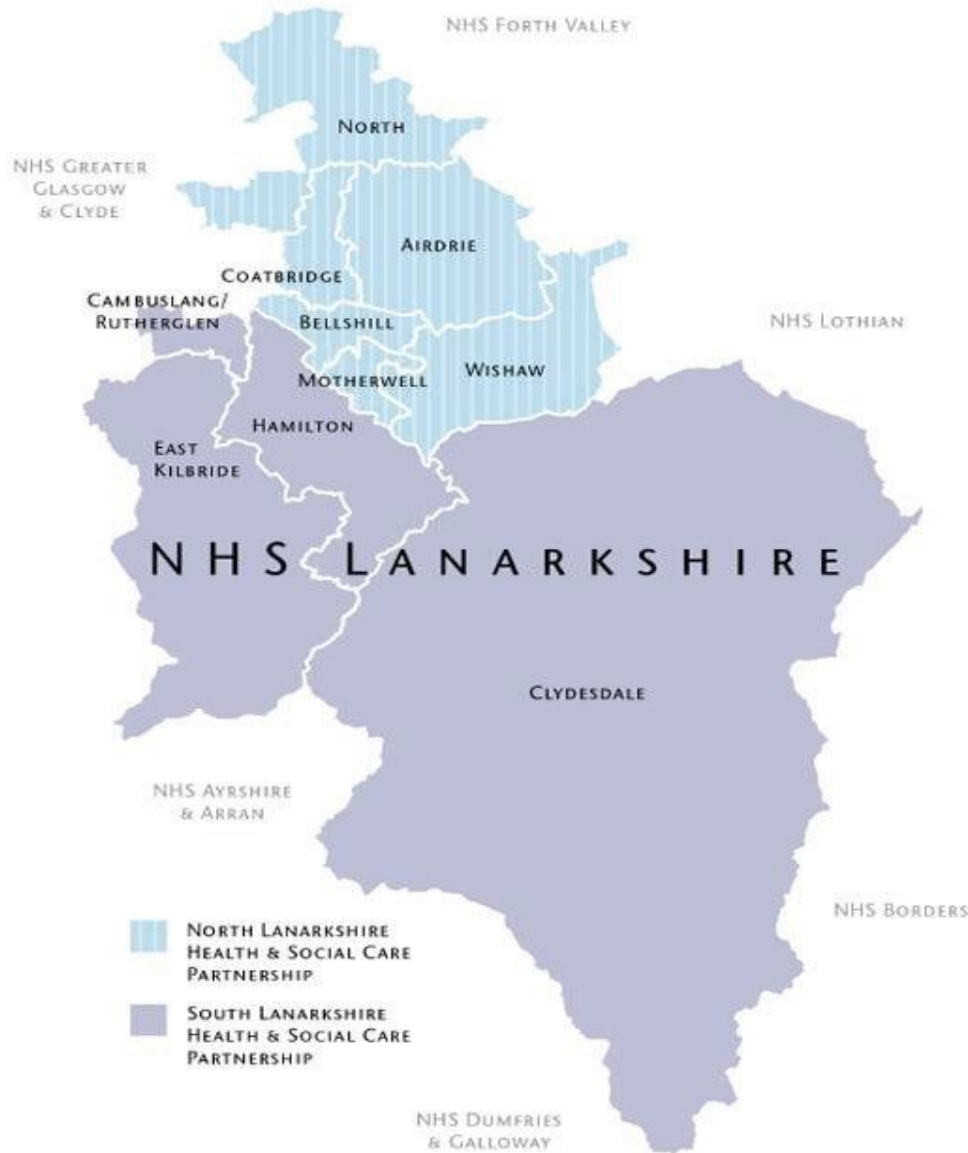 NHS Forth Valley
North
NHS Greater
Glasgow
& Clyde
Airdrie
Coatbridge
Cambuslang/
Rutherglen
Bellshill
NHS Lothian
Wishaw
Motherwell
Hamilton
East
Kilbride
NHS Lanarkshire
Clydesdale
NHS Ayrshire
& Arran
NHS Borders
North Lanarkshire
Health & Social Care
Partnership
South Lanarkshire
Health & Social Care
Partnership
NHS Dumfries
& Galloway